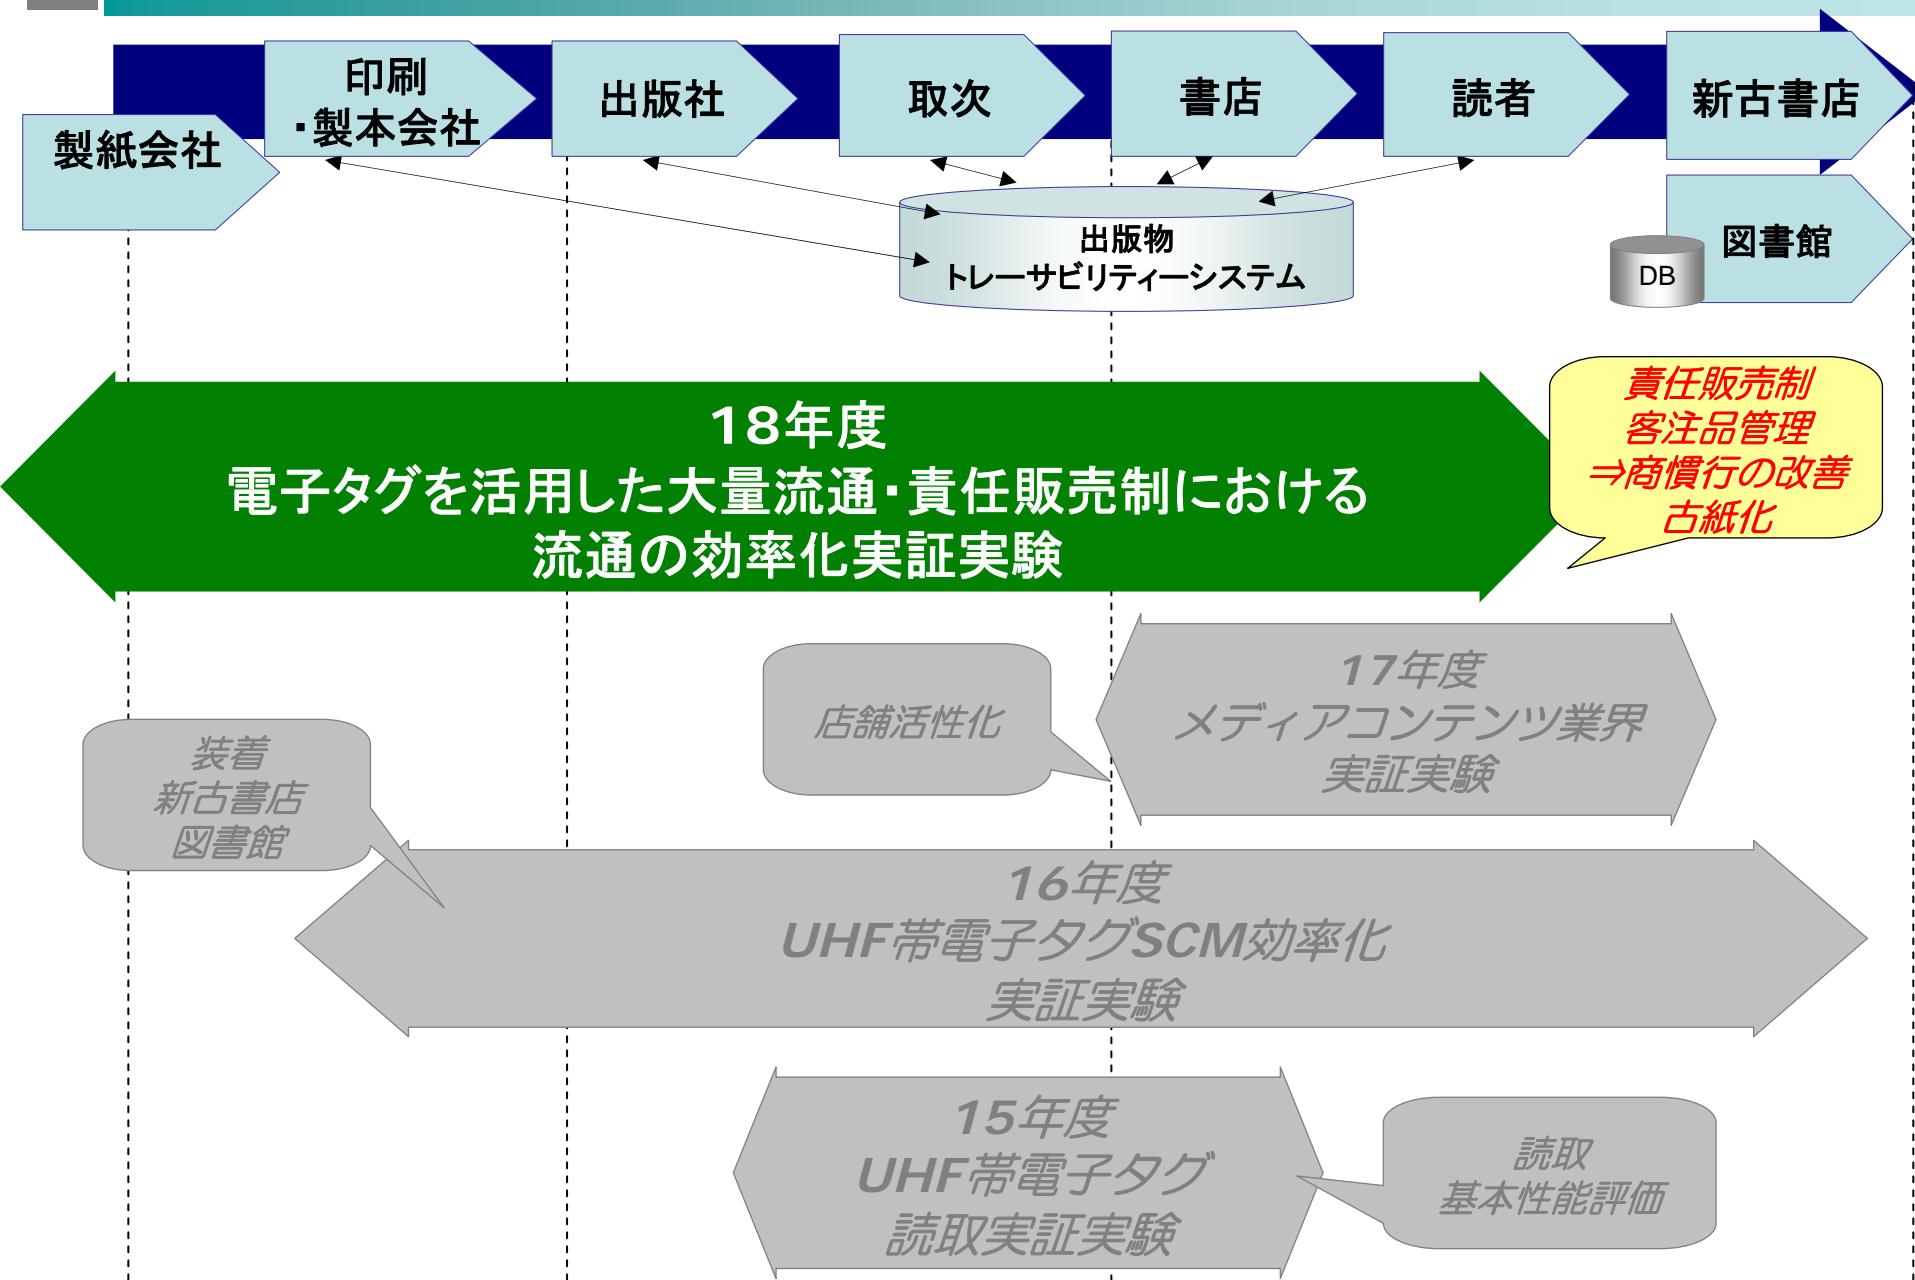 製紙会社
印刷
・製本会社
出版社
取次
書店
読者
新古書店
図書館
DB
出版物
トレーサビリティーシステム
18年度
電子タグを活用した大量流通・責任販売制における
流通の効率化実証実験
責任販売制
客注品管理
⇒商慣行の改善
古紙化
17年度
メディアコンテンツ業界
実証実験
店舗活性化
装着
新古書店
図書館
16年度
UHF帯電子タグSCM効率化
実証実験
15年度
UHF帯電子タグ
読取実証実験
読取
基本性能評価